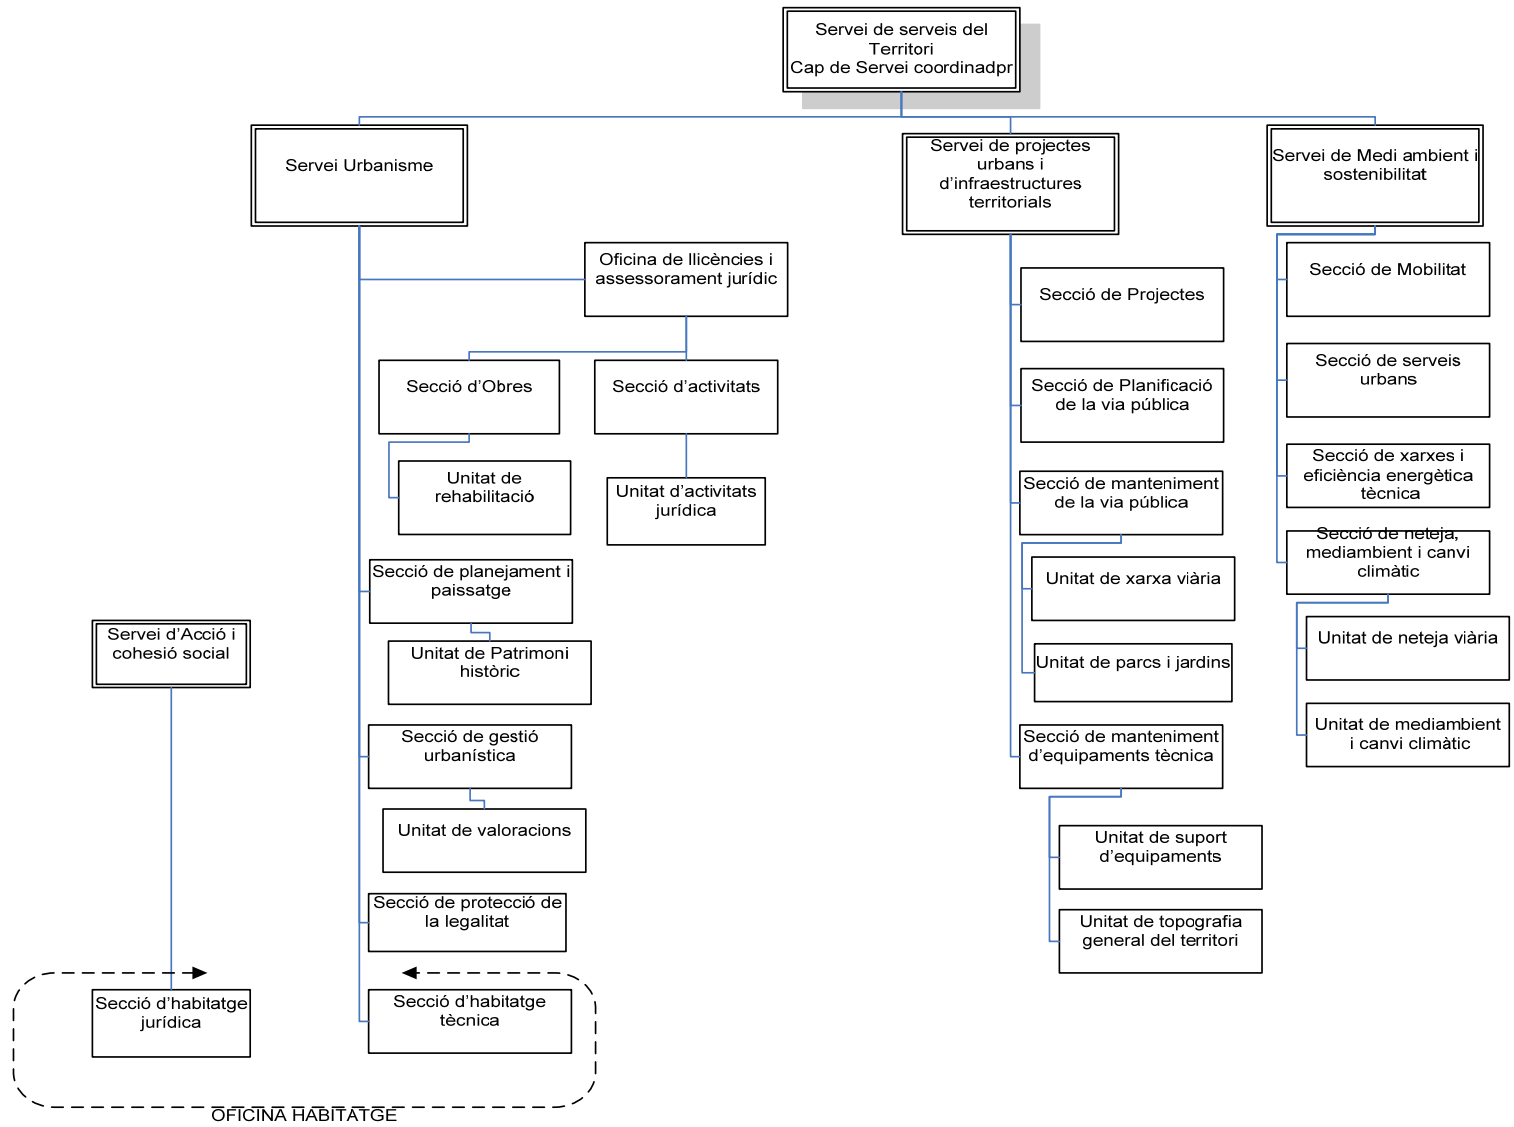 Servei de serveis del
Territori
Cap de Servei coordinadpr
Servei Urbanisme
Servei de projectes
urbans i
d'infraestructures
territorials
Servei de Medi ambient i
sostenibilitat
Oficina de llicències i
assessorament jurídic
Secció d'Obres
Secció d'activitats
Unitat de
rehabilitació
Unitat d'activitats
jurídica
Secció de planejament i
paissatge
Unitat de Patrimoni
històric
Secció de gestió
urbanística
Unitat de valoracions
Secció de protecció de
la legalitat
Secció d'habitatge
tècnica
Servei d'Acció i
cohesió social
Secció d'habitatge
jurídica
OFICINA HABITATGE
Secció de Projectes
Secció de Planificació
de la via pública
Secció de manteniment
de la via pública
Unitat de xarxa viària
Unitat de parcs i jardins
Secció de manteniment
d'equipaments tècnica
Unitat de suport
d'equipaments
Unitat de topografia
general del territori
Secció de Mobilitat
Secció de serveis
urbans
Secció de xarxes i
eficiència energètica
tècnica
Secció de neteja,
mediambient i canvi
climàtic
Unitat de neteja viària
Unitat de mediambient
i canvi climàtic